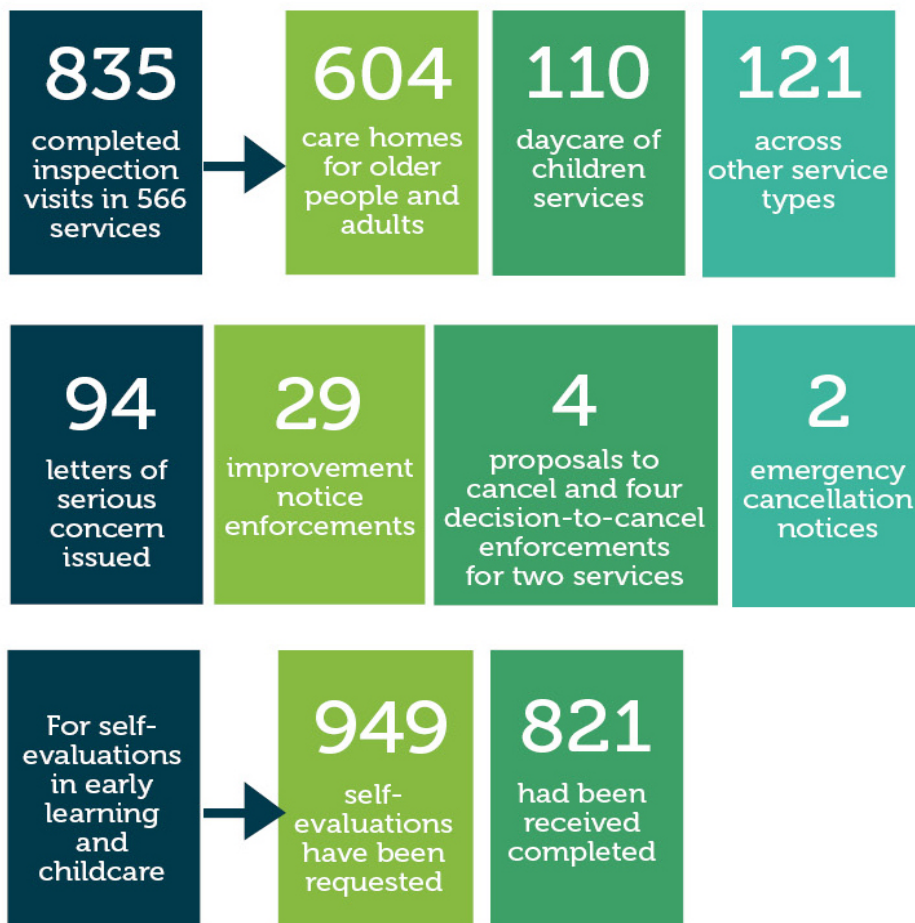 835
completed
inspection
visits in 566
services
604
care homes
for older
people and
adults
110
daycare of
children
services
121
across
other service
types
94
letters of
serious
concern
issued
29
improvement
notice
enforcements
4
proposals to
cancel and four
decision-to-cancel
enforcements
for two services
2
emergency
cancellation
notices
For self-
evaluations
in early
learning
and
childcare
949
self-
evaluations
have been
requested
821
had been
received
completed